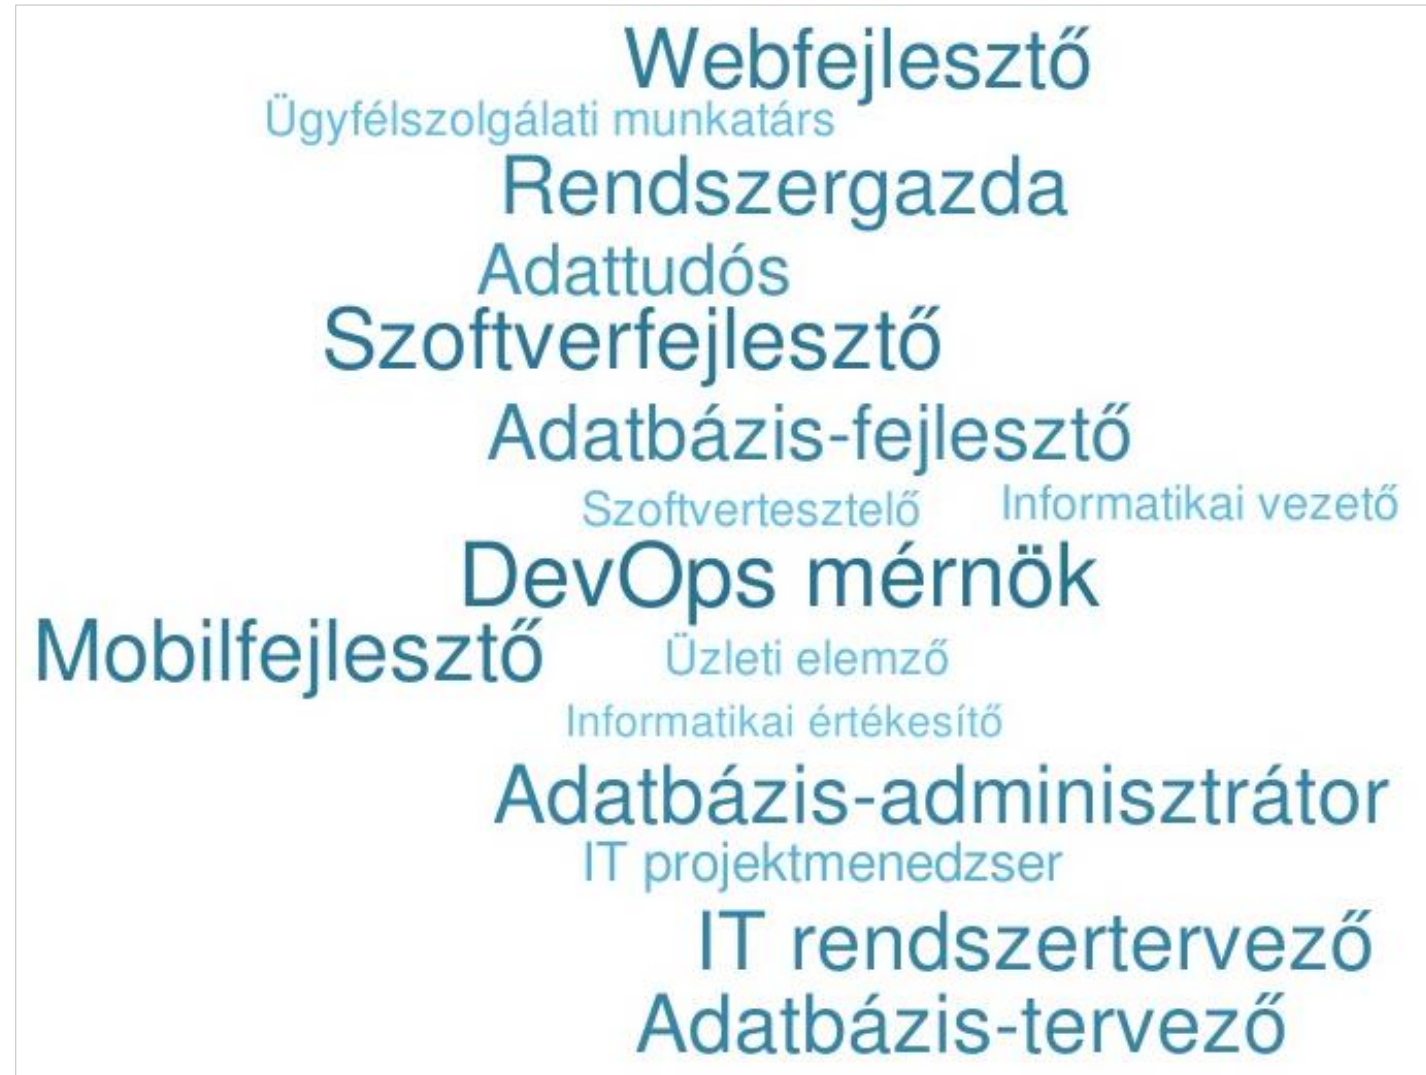 Webfejlesztő
Ügyfélszolgálati munkatárs
Rendszergazda
Adattudós
Szoftverfejlesztő
Adatbázis-fejlesztő
Szoftvertesztelő
Informatikai vezető
DevOps mérnök
Mobilfejlesztő
Üzleti elemző
Informatikai értékesítő
Adatbázis-adminisztrátor
IT projektmenedzser
IT rendszertervező
Adatbázis-tervező